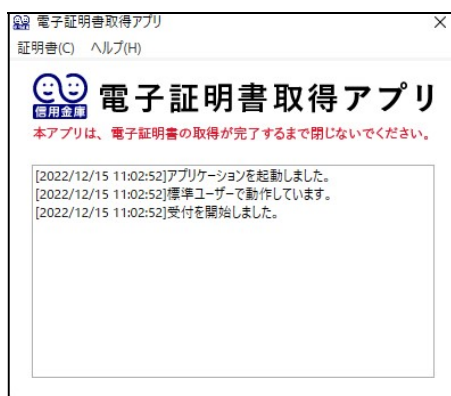 電子証明書取得アプリ
証明書(C) ヘルプ(H)
信用金庫
電子証明書取得アプリ
本アプリは、電子証明書の取得が完了するまで閉じないでください。
[2022/12/15 11:02:52]アプリケーションを起動しました。
[2022/12/15 11:02:52]標準ユーザーで動作しています。
[2022/12/15 11:02:52]受付を開始しました。